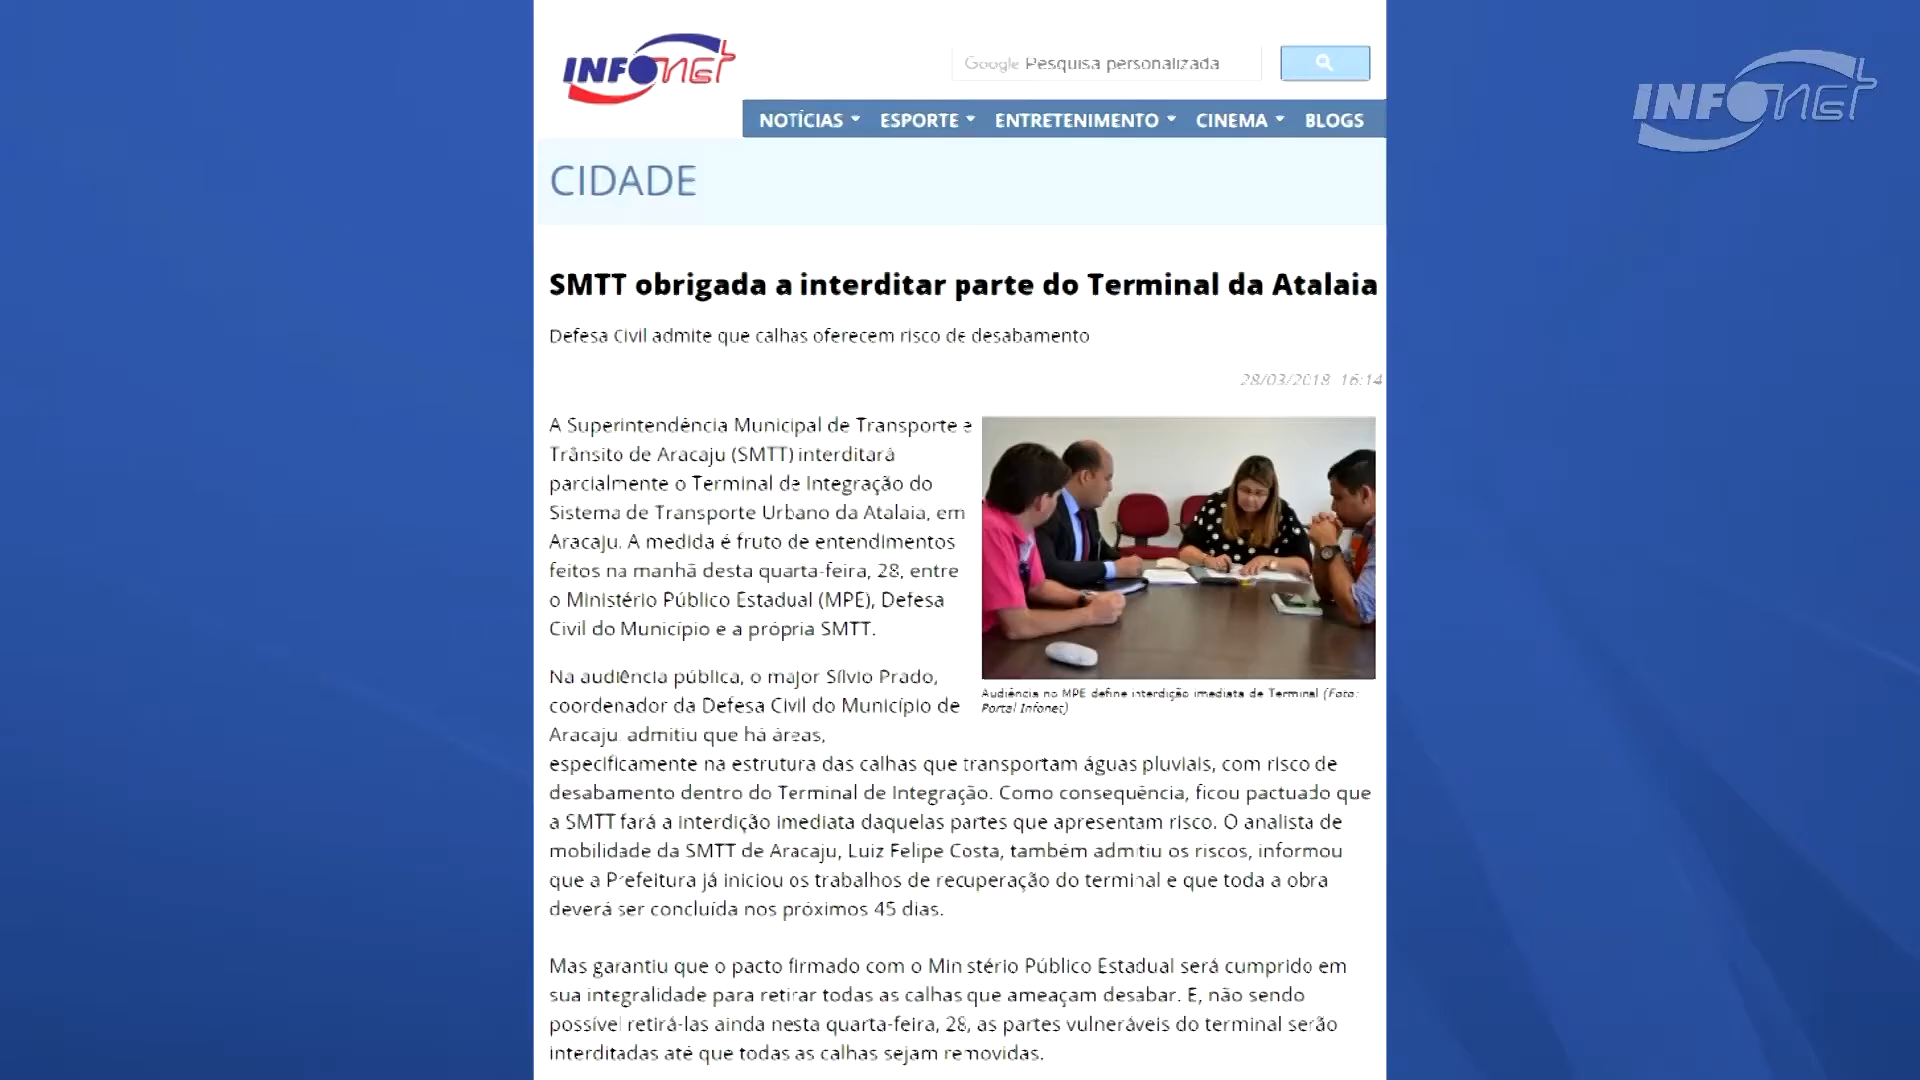 INFONET
Google Pesquisa personalizada
INFONET
NOTÍCIAS ESPORTE ENTRETENIMENTO CINEMA BLOGS
CIDADE
SMTT obrigada a interditar parte do Terminal da Atalaia
Defesa Civil admite que calhas oferecem risco de desabamento
28/03/2018 16:14
A Superintendência Municipal de Transporte e
Trânsito de Aracaju (SMTT) interditará
parcialmente o Terminal de Integração do
Sistema de Transporte Urbano da Atalaia, em
Aracaju. A medida é fruto de entendimentos
feitos na manhã desta quarta-feira, 28, entre
o Ministério Público Estadual (MPE), Defesa
Civil do Município e a própria SMTT.
Audiência no MPE define interdição imediata de Terminal (Foto:
Portal Infonet)
Na audiência pública, o major Sílvio Prado,
coordenador da Defesa Civil do Município de
Aracaju, admitiu que há áreas,
especificamente na estrutura das calhas que transportam águas pluviais, com risco de
desabamento dentro do Terminal de Integração. Como consequência, ficou pactuado que
a SMTT fará a interdição imediata daquelas partes que apresentam risco. O analista de
mobilidade da SMTT de Aracaju, Luiz Felipe Costa, também admitiu os riscos, informou
que a Prefeitura já iniciou os trabalhos de recuperação do terminal e que toda a obra
deverá ser concluída nos próximos 45 dias.
Mas garantiu que o pacto firmado com o Ministério Público Estadual será cumprido em
sua integralidade para retirar todas as calhas que ameaçam desabar. E, não sendo
possível retirá-las ainda nesta quarta-feira, 28, as partes vulneráveis do terminal serão
interditadas até que todas as calhas sejam removidas.